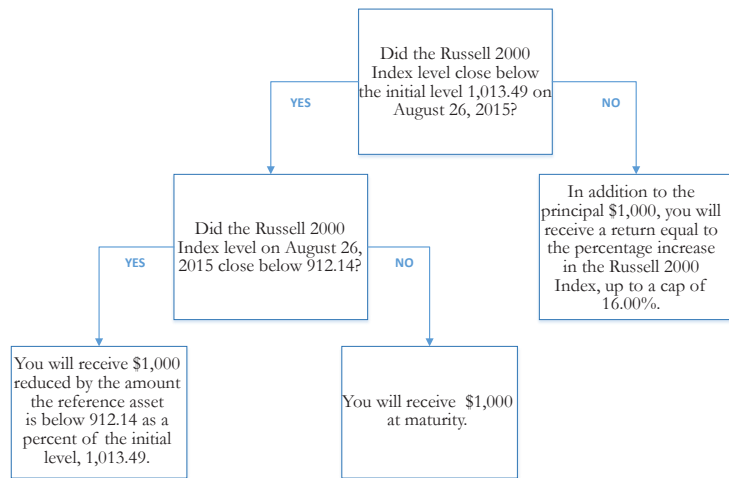 Did the Russell 2000
Index level close below
the initial level 1,013.49 on
August 26, 2015?
YES
NO
Did the Russell 2000
Index level on August 26,
2015 close below 912.14?
In addition to the
principal $1,000, you will
receive a return equal to
the percentage increase
in the Russell 2000
Index, up to a cap of
16.00%.
YES
NO
You will receive $1,000
reduced by the amount
the reference asset
is below 912.14 as a
percent of the initial
level, 1,013.49.
You will receive $1,000
at maturity.